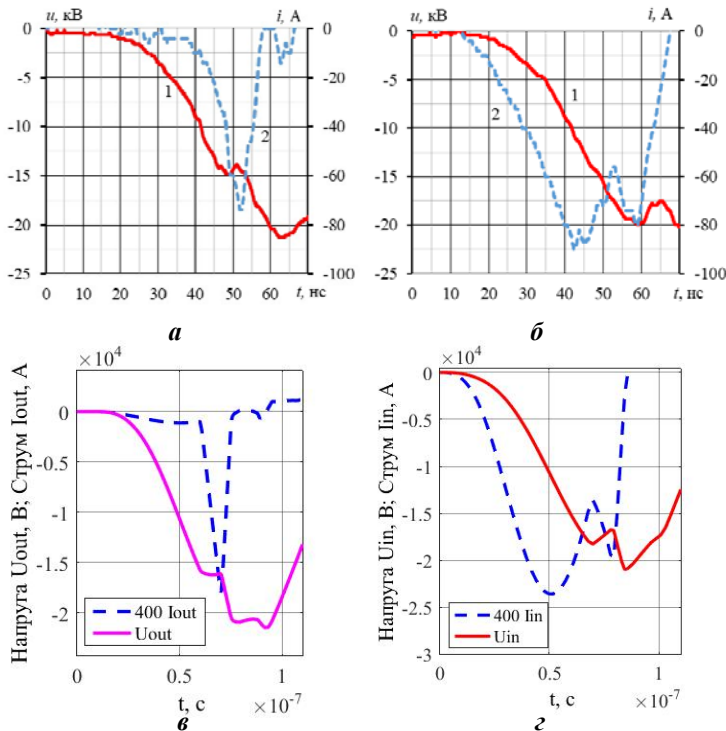 u, кВ i, А
0 0
-5 -20
-10 -40
-15 -60
-20 -80
-25 -100
1
2
0 10 20 30 40 50 60 t, нс
а
u, кВ i, А
0 0
-5 -20
-10 -40
-15 -60
-20 -80
-25 -100
1
2
0 10 20 30 40 50 60 t, нс
б
×10⁴
0
-0.5
-1
-1.5
-2
Напруга Uout, В; Струм Iout, А
400 Iout
Uout
0 0.5 1
t, с ×10⁻⁷
в
×10⁴
0
-0.5
-1
-1.5
-2
-2.5
-3
Напруга Uin, В; Струм Iin, А
400 Iin
Uin
0 0.5 1
t, с ×10⁻⁷
г